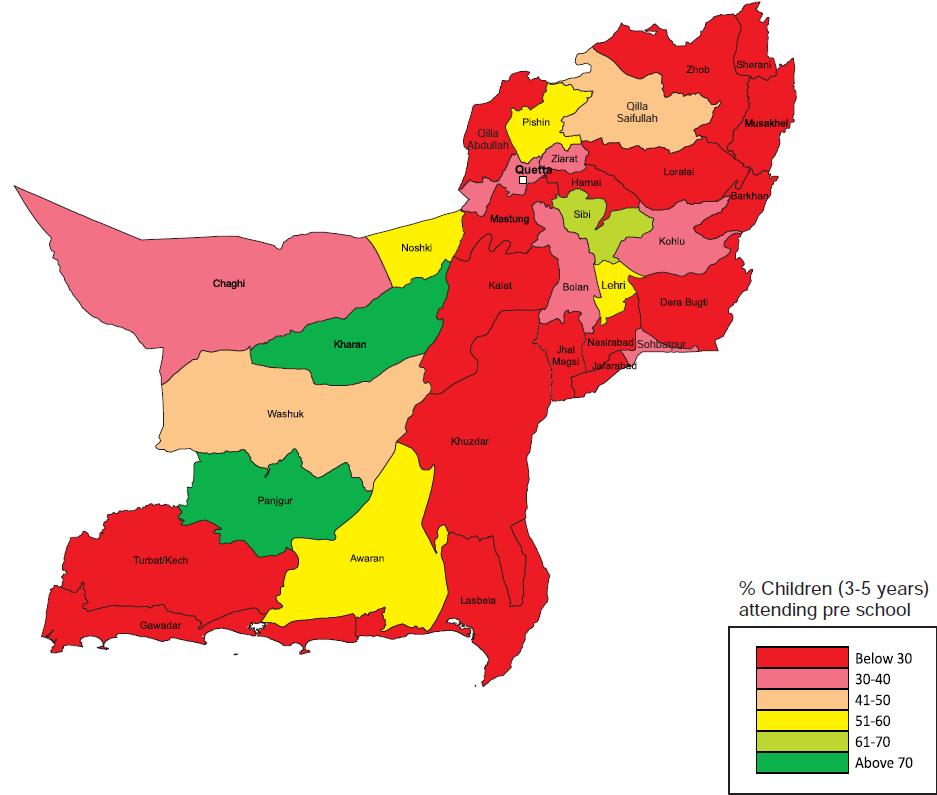 Zhob
Sherani
Qilla
Saifullah
Pishin
Musakhel
Qilla
Abdullah
Ziarat
Quetta
Loralai
Harnai
Barkhan
Sibi
Mastung
Kohlu
Noshki
Chaghi
Kalat
Bolan
Lehri
Dera Bugti
Kharan
Nasirabad
Sohbatpur
Jhal
Magsi
Jafarabad
Washuk
Khuzdar
Panjgur
Awaran
Turbat/Kech
Lasbela
Gawadar
% Children (3-5 years)
attending pre school
Below 30
30-40
41-50
51-60
61-70
Above 70